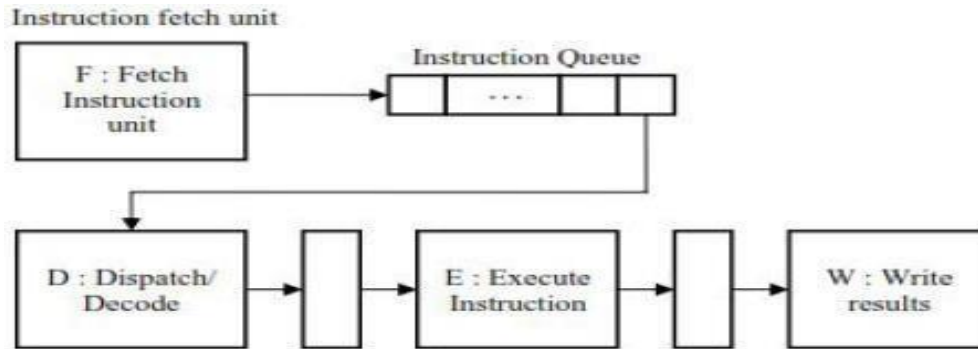 Instruction fetch unit
F : Fetch
Instruction
unit
Instruction Queue
...
D : Dispatch/
Decode
E : Execute
Instruction
W : Write
results